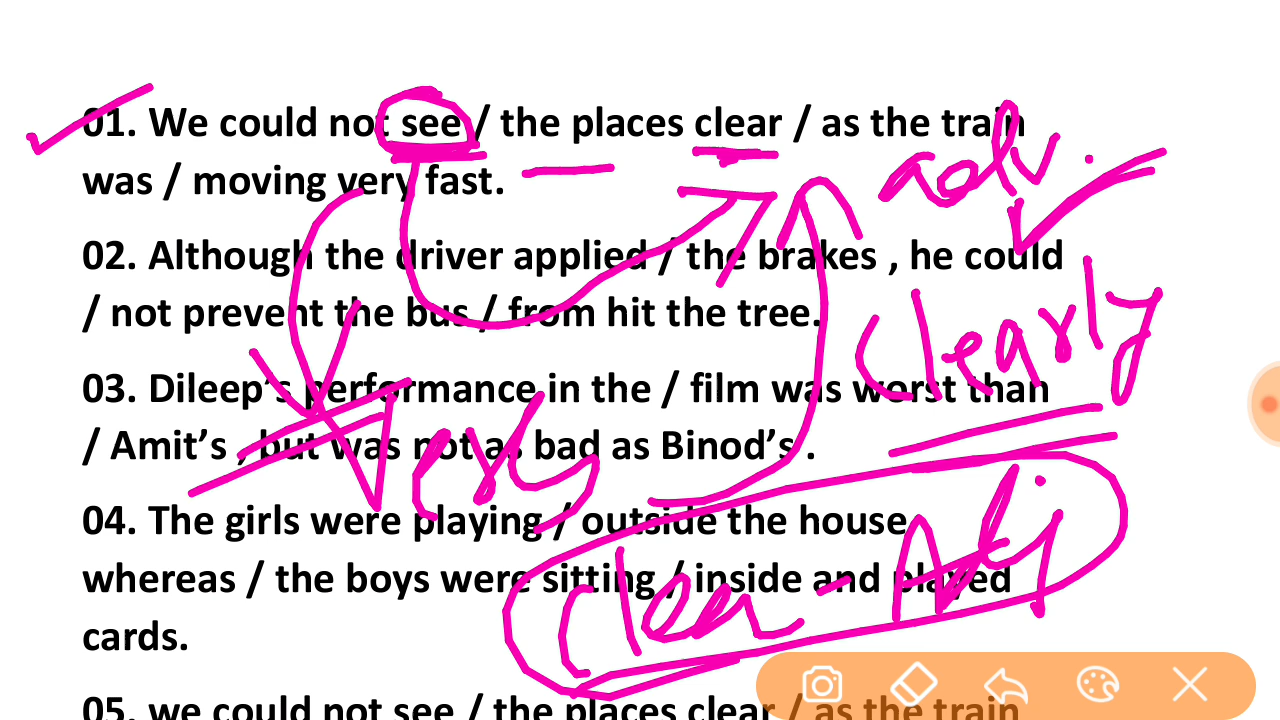 01. We could not see / the places clear / as the train
was / moving very fast.
adv.
02. Although the driver applied / the brakes , he could
/ not prevent the bus / from hit the tree.
clearly
03. Dileep’s performance in the / film was worst than
/ Amit’s , but was not as bad as Binod’s .
Verb
04. The girls were playing / outside the house
whereas / the boys were sitting / inside and played
cards.
clear - Adj
05. we could not see / the places clear / as the train